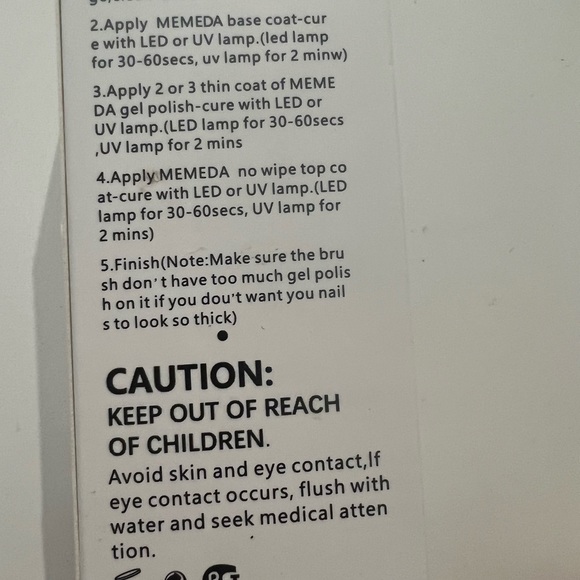 2.Apply MEMEDA base coat-cur
e with LED or UV lamp.(led lamp
for 30-60secs, uv lamp for 2 minw)
3.Apply 2 or 3 thin coat of MEME
DA gel polish-cure with LED or
UV lamp.(LED lamp for 30-60secs
,UV lamp for 2 mins
4.Apply MEMEDA no wipe top co
at-cure with LED or UV lamp.(LED
lamp for 30-60secs, UV lamp for
2 mins)
5.Finish(Note:Make sure the bru
sh don't have too much gel polis
h on it if you dou't want you nail
s to look so thick)
CAUTION:
KEEP OUT OF REACH
OF CHILDREN.
Avoid skin and eye contact,If
eye contact occurs, flush with
water and seek medical atten
tion.